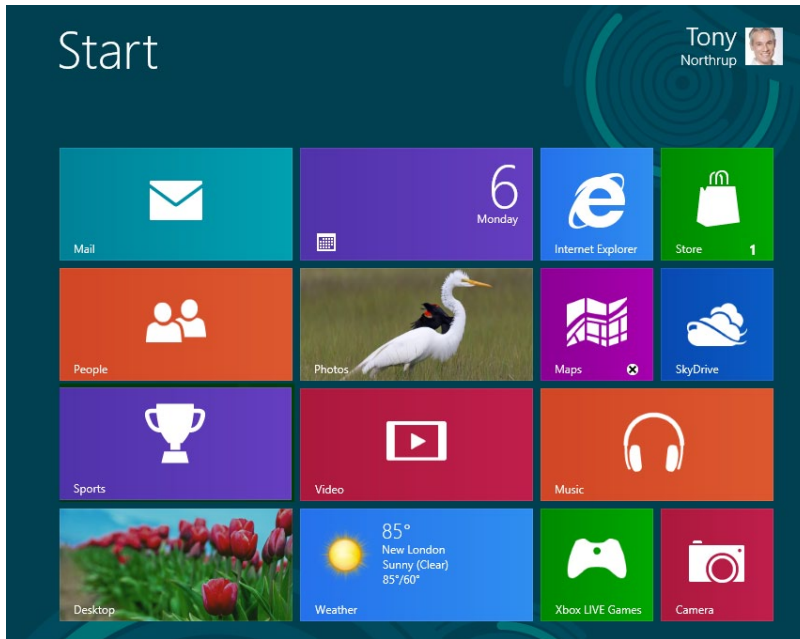 Start
Tony
Northrup
Mail
6
Monday
Internet Explorer
Store 1
People
Photos
Maps
SkyDrive
Sports
Video
Music
Desktop
85°
New London
Sunny (Clear)
85°/60°
Weather
Xbox LIVE Games
Camera